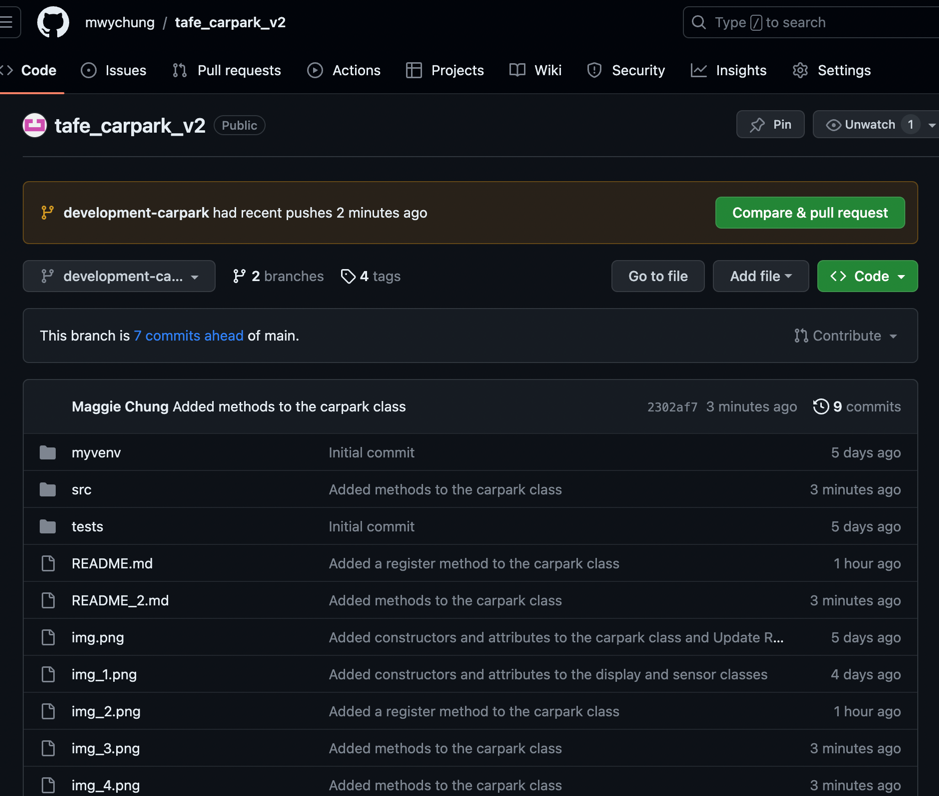 mwychung / tafe_carpark_v2
Type / to search
Code Issues Pull requests Actions Projects Wiki Security Insights Settings
tafe_carpark_v2 Public Pin Unwatch 1
development-carpark had recent pushes 2 minutes ago Compare & pull request
development-ca... 2 branches 4 tags Go to file Add file Code
This branch is 7 commits ahead of main. Contribute
Maggie Chung Added methods to the carpark class 2302af7 3 minutes ago 9 commits
myvenv Initial commit 5 days ago
src Added methods to the carpark class 3 minutes ago
tests Initial commit 5 days ago
README.md Added a register method to the carpark class 1 hour ago
README_2.md Added methods to the carpark class 3 minutes ago
img.png Added constructors and attributes to the carpark class and Update R... 5 days ago
img_1.png Added constructors and attributes to the display and sensor classes 4 days ago
img_2.png Added a register method to the carpark class 1 hour ago
img_3.png Added methods to the carpark class 3 minutes ago
img_4.png Added methods to the carpark class 3 minutes ago